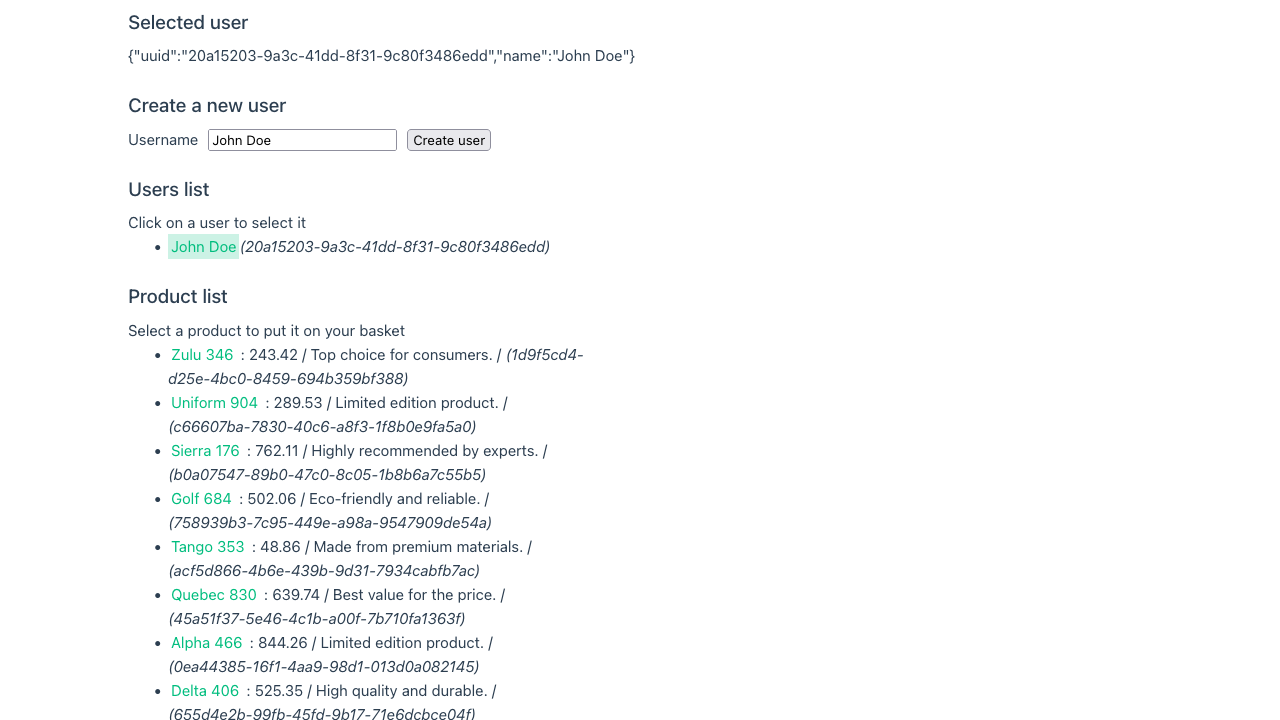 Selected user
{"uuid":"20a15203-9a3c-41dd-8f31-9c80f3486edd","name":"John Doe"}
Create a new user
Username John Doe Create user
Users list
Click on a user to select it
• John Doe (20a15203-9a3c-41dd-8f31-9c80f3486edd)
Product list
Select a product to put it on your basket
• Zulu 346 : 243.42 / Top choice for consumers. / (1d9f5cd4-
d25e-4bc0-8459-694b359bf388)
• Uniform 904 : 289.53 / Limited edition product. /
(c66607ba-7830-40c6-a8f3-1f8b0e9fa5a0)
• Sierra 176 : 762.11 / Highly recommended by experts. /
(b0a07547-89b0-47c0-8c05-1b8b6a7c55b5)
• Golf 684 : 502.06 / Eco-friendly and reliable. /
(758939b3-7c95-449e-a98a-9547909de54a)
• Tango 353 : 48.86 / Made from premium materials. /
(acf5d866-4b6e-439b-9d31-7934cabfb7ac)
• Quebec 830 : 639.74 / Best value for the price. /
(45a51f37-5e46-4c1b-a00f-7b710fa1363f)
• Alpha 466 : 844.26 / Limited edition product. /
(0ea44385-16f1-4aa9-98d1-013d0a082145)
• Delta 406 : 525.35 / High quality and durable. /
(655d4e2b-99fb-45fd-9b17-71e6dcbce04f)